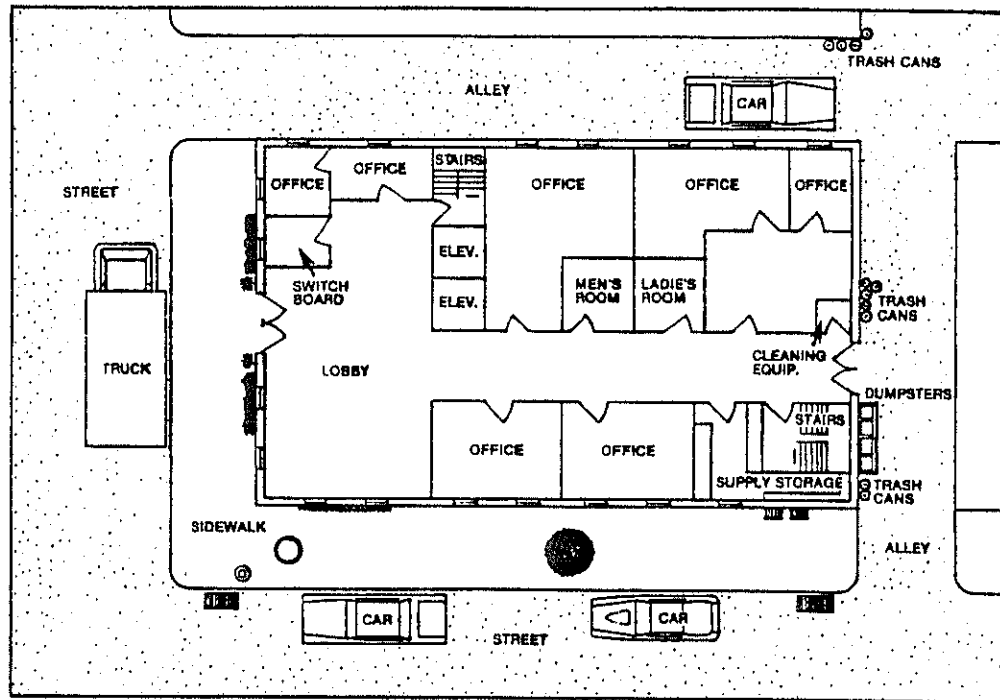 TRASH CANS
ALLEY
CAR
STREET
OFFICE
OFFICE
STAIRS
OFFICE
OFFICE
OFFICE
ELEV.
SWITCH
BOARD
ELEV.
MEN'S
ROOM
LADIE'S
ROOM
TRASH
CANS
TRUCK
LOBBY
CLEANING
EQUIP.
DUMPSTERS
OFFICE
OFFICE
STAIRS
SUPPLY STORAGE
TRASH
CANS
SIDEWALK
ALLEY
CAR
CAR
STREET